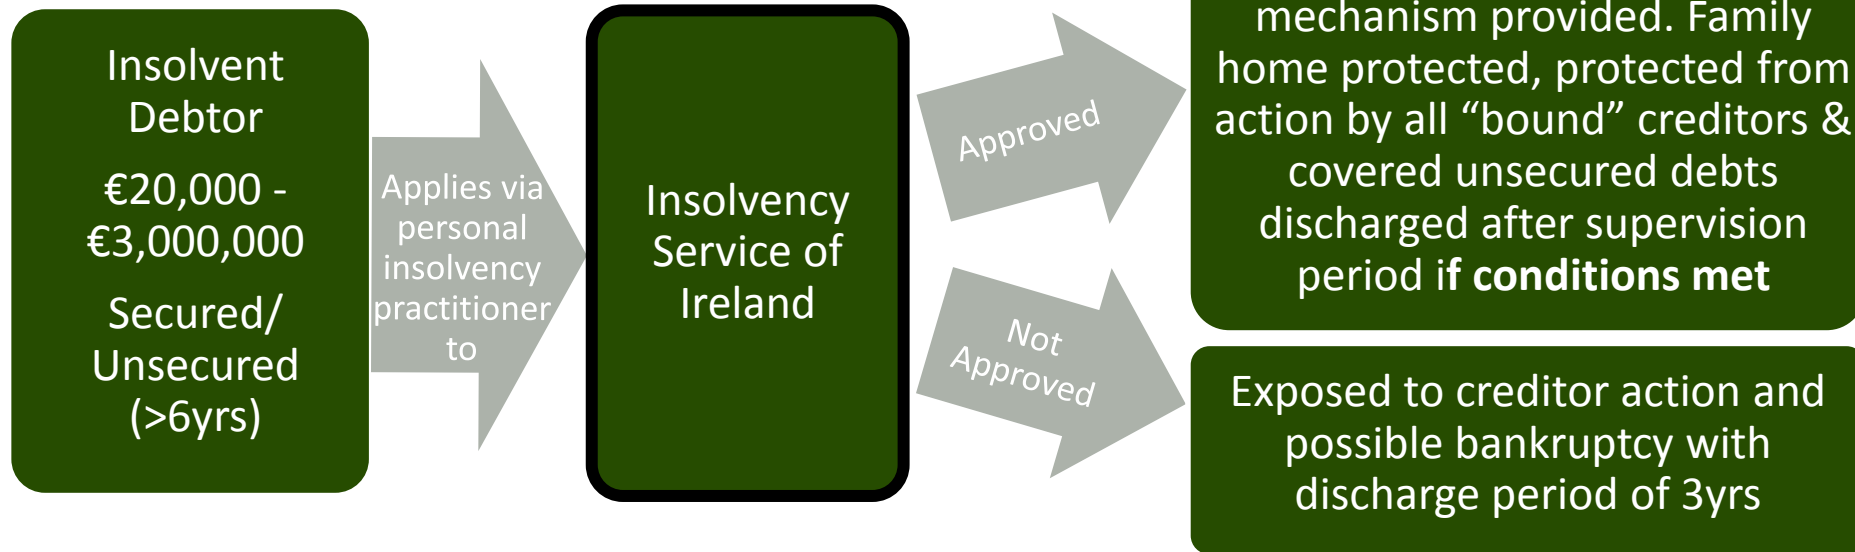 Insolvent
Debtor
€20,000 -
€3,000,000
Secured/
Unsecured
(>6yrs)
Applies via
personal
insolvency
practitioner
to
Insolvency
Service of
Ireland
Approved
Not
Approved
mechanism provided. Family
home protected, protected from
action by all “bound” creditors &
covered unsecured debts
discharged after supervision
period if conditions met
Exposed to creditor action and
possible bankruptcy with
discharge period of 3yrs